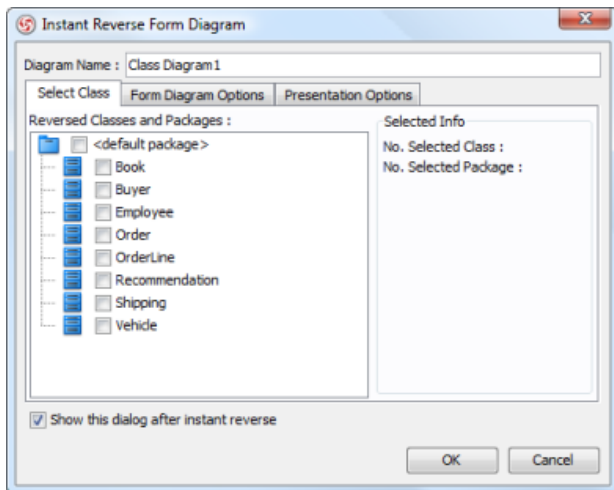 Instant Reverse Form Diagram
Diagram Name : Class Diagram1
Select Class Form Diagram Options Presentation Options
Reversed Classes and Packages :
<default package>
Book
Buyer
Employee
Order
OrderLine
Recommendation
Shipping
Vehicle
Selected Info
No. Selected Class :
No. Selected Package :
Show this dialog after instant reverse
OK Cancel